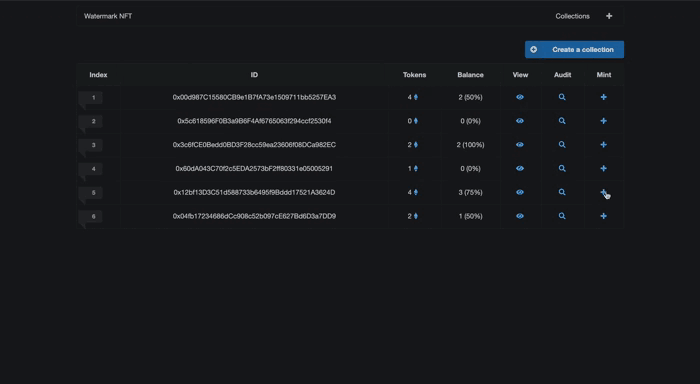 Watermark NFT Collections
Create a collection
Index ID Tokens Balance View Audit Mint
1 0x00d987C15580CB9e1B7fA73e1509711bb5257EA3 4 2 (50%)
2 0x5c618596F0B3a9B6F4Af6765063f294ccf2530f4 0 0 (0%)
3 0x3c6fCE0Bedd0BD3F28cc59ea23606f08DCa982EC 2 2 (100%)
4 0x60dA043C70f2c5EDA2573bF2ff80331e05005291 1 0 (0%)
5 0x12bf13D3C51d588733b6495f9Bddd17521A3624D 4 3 (75%)
6 0x04fb17234686dCc908c52b097cE627Bd6D3a7DD9 2 1 (50%)